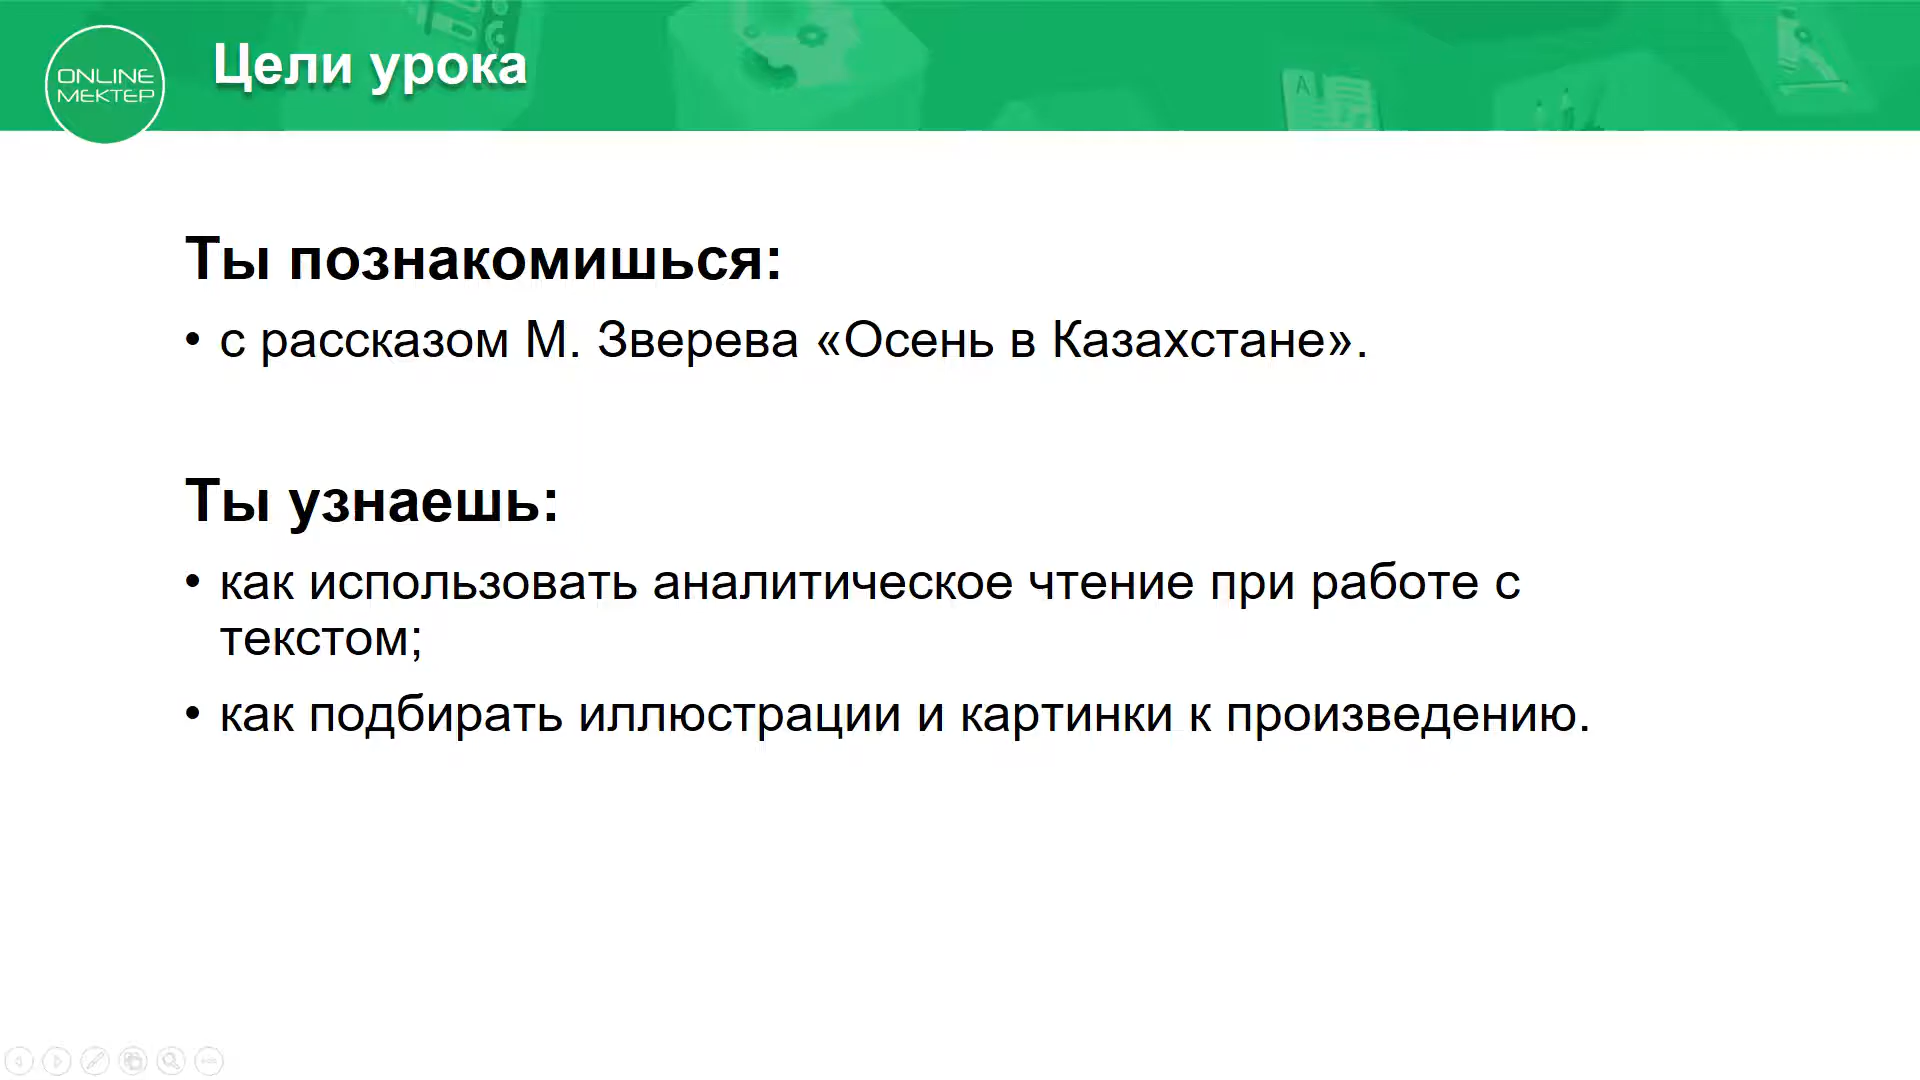 ONLINE
MEKTEP
Цели урока
Ты познакомишься:
• с рассказом М. Зверева «Осень в Казахстане».
Ты узнаешь:
• как использовать аналитическое чтение при работе с
текстом;
• как подбирать иллюстрации и картинки к произведению.